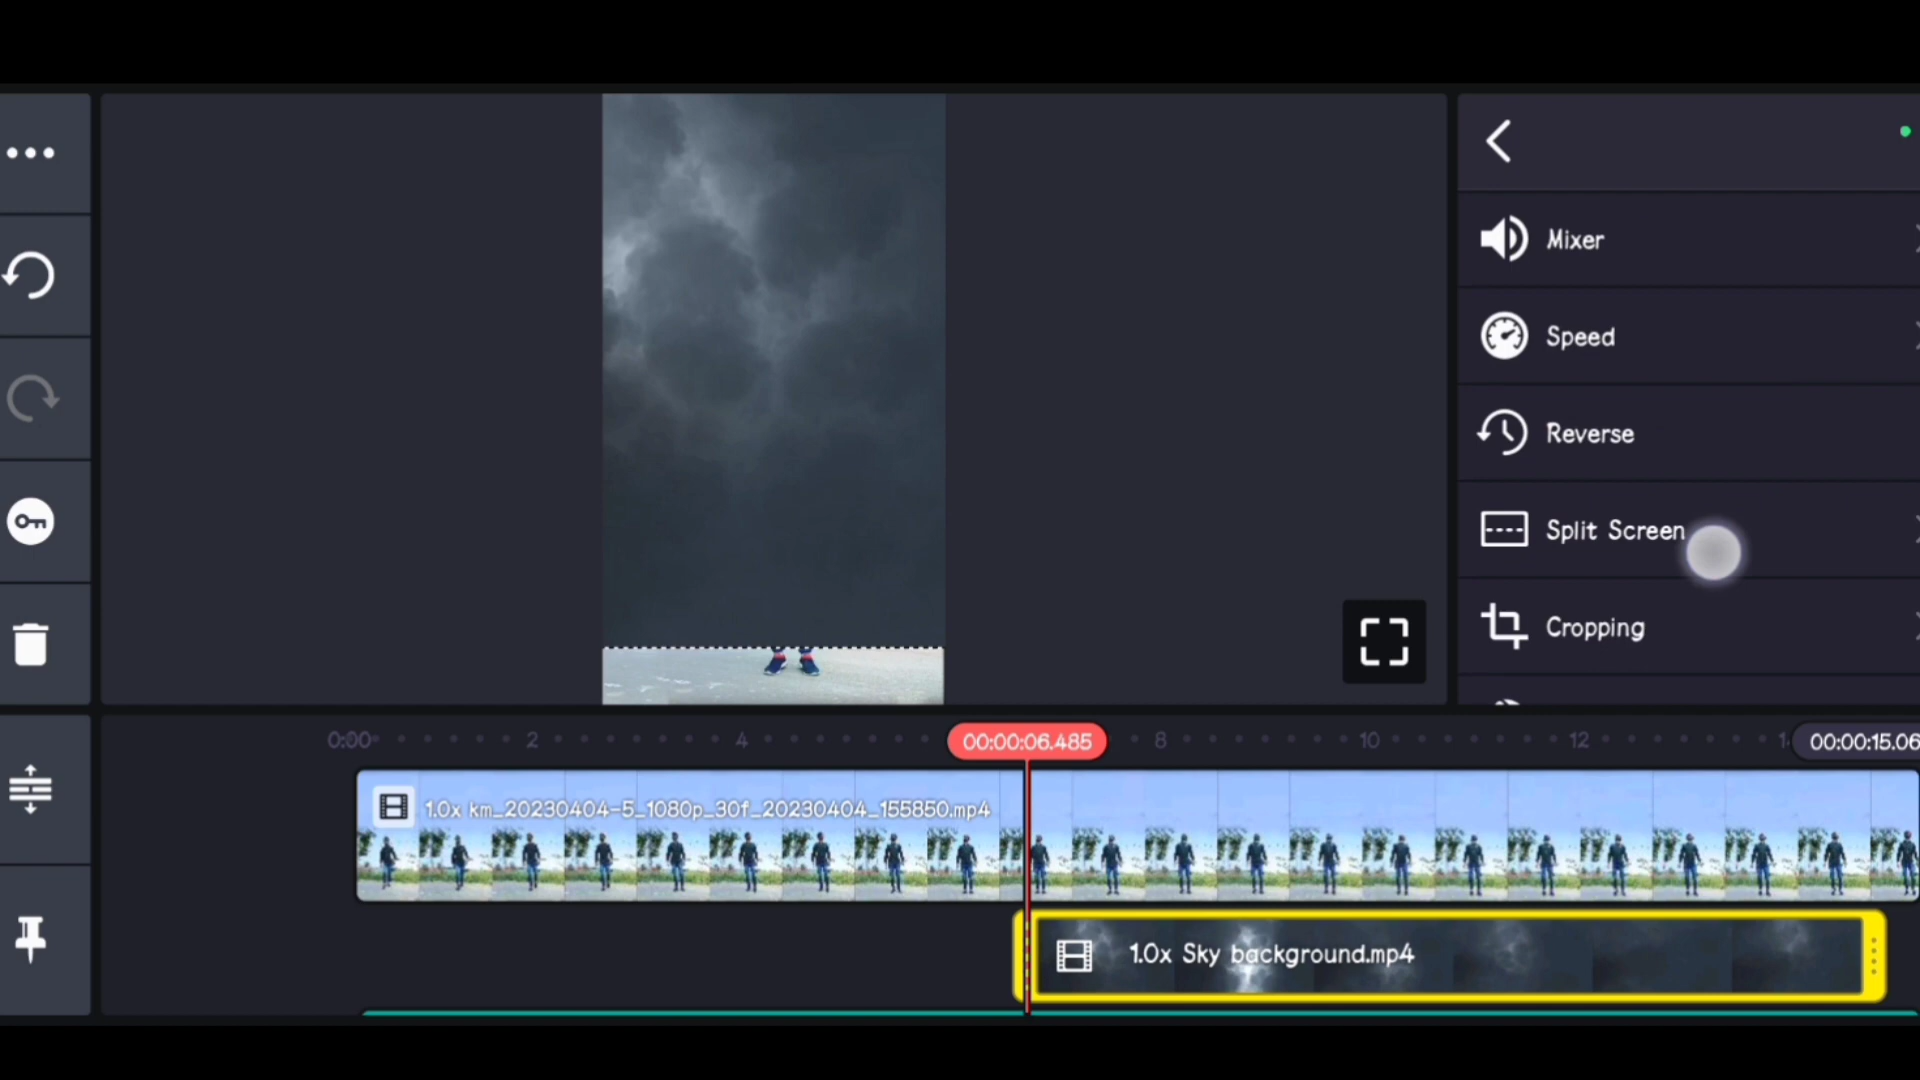 Mixer
Speed
Reverse
Split Screen
Cropping
0:00 2 4 00:00:06.485 8 10 12 00:00:15.06
1.0x km_20230404-5_1080p_30f_20230404_155850.mp4
1.0x Sky background.mp4